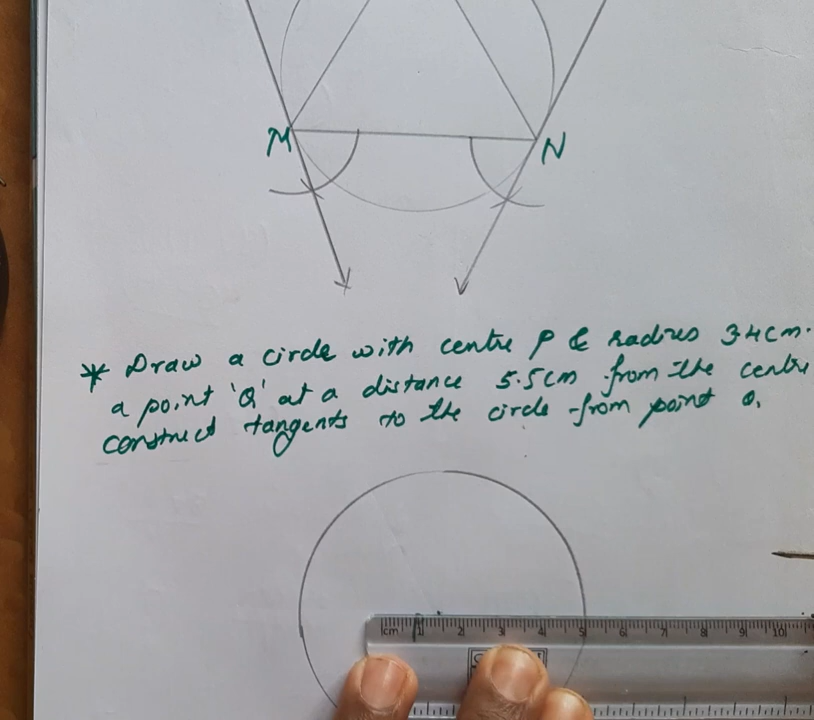 M
N
* Draw a circle with centre P & radius 3.4cm.
a point 'Q' at a distance 5.5cm from the centre
construct tangents to the circle from point Q.
cm 1 2 3 4 5 6 7 8 9 10